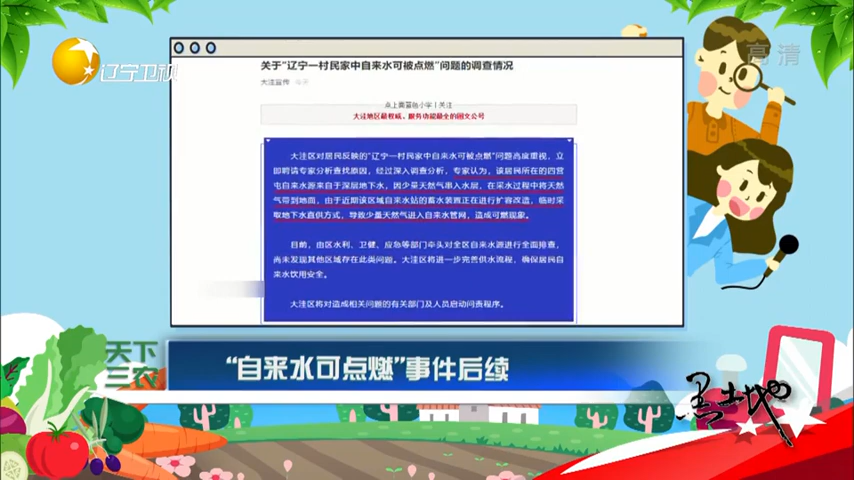 辽宁卫视
高清
关于“辽宁一村民家中自来水可被点燃”问题的调查情况
大洼宣传
点上面蓝色小字|关注
大洼地区最权威、服务功能最全的图文公号
大洼区对居民反映的“辽宁一村民家中自来水可被点燃”问题高度重视，立
即聘请专家分析查找原因，经过深入调查分析，专家认为，该居民所在的四营
屯自来水源来自于深层地下水，因少量天然气串入水层，在采水过程中将天然
气带到地面，由于近期该区域自来水站的蓄水装置正在进行扩容改造，临时采
取地下水直供方式，导致少量天然气进入自来水管网，造成可燃现象。
目前，由区水利、卫健、应急等部门牵头对全区自来水源进行全面排查，
尚未发现其他区域存在此类问题。大洼区将进一步完善供水流程，确保居民自
来水饮用安全。
大洼区将对造成相关问题的有关部门及人员启动问责程序。
天下
三农
“自来水可点燃”事件后续
黑土地